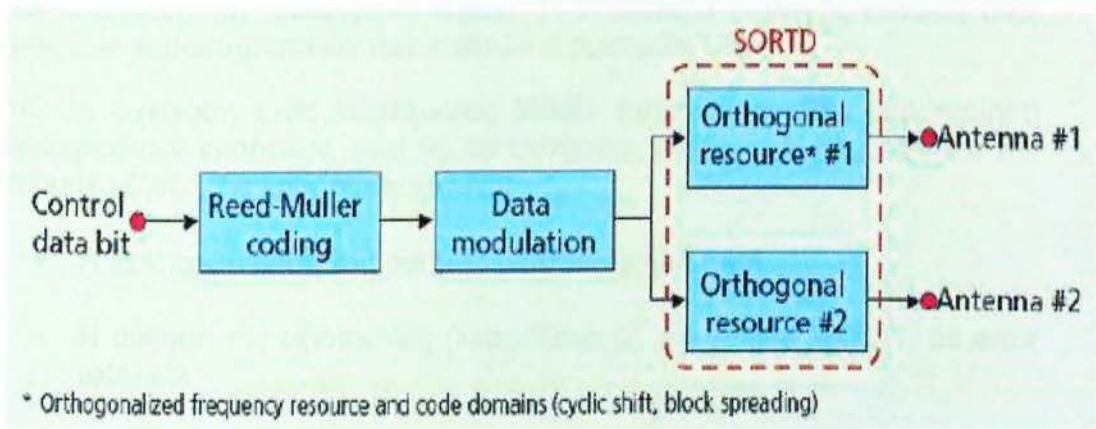 SORTD
Orthogonal
resource* #1
Antenna #1
Control
data bit
Reed-Muller
coding
Data
modulation
Orthogonal
resource #2
Antenna #2
* Orthogonalized frequency resource and code domains (cyclic shift, block spreading)